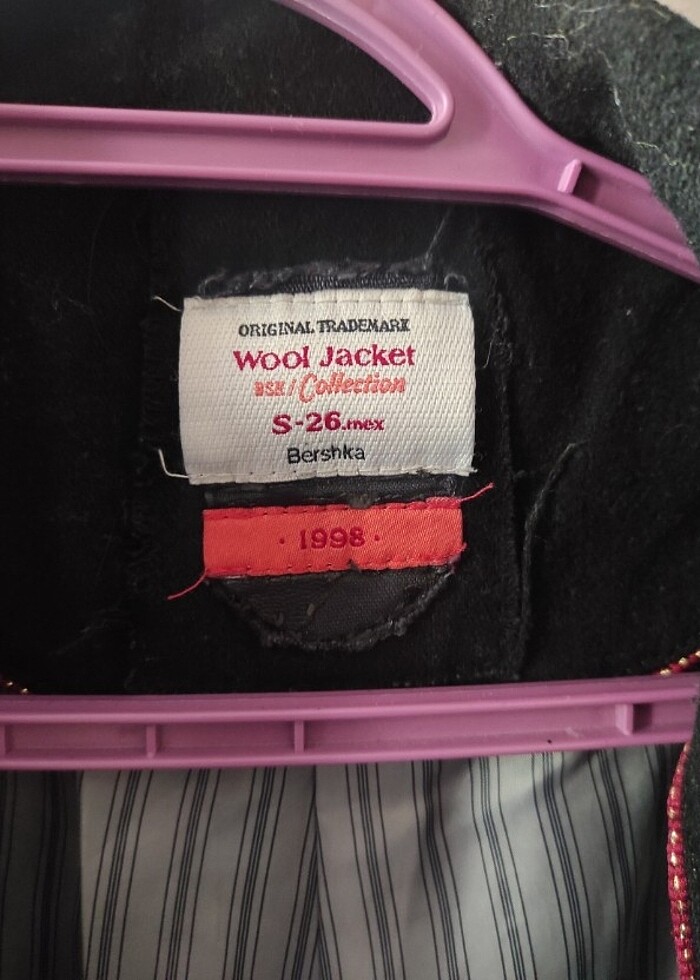 ORIGINAL TRADEMARK
Wool Jacket
BSK/Collection
S-26.mex
Bershka
· 1998 ·